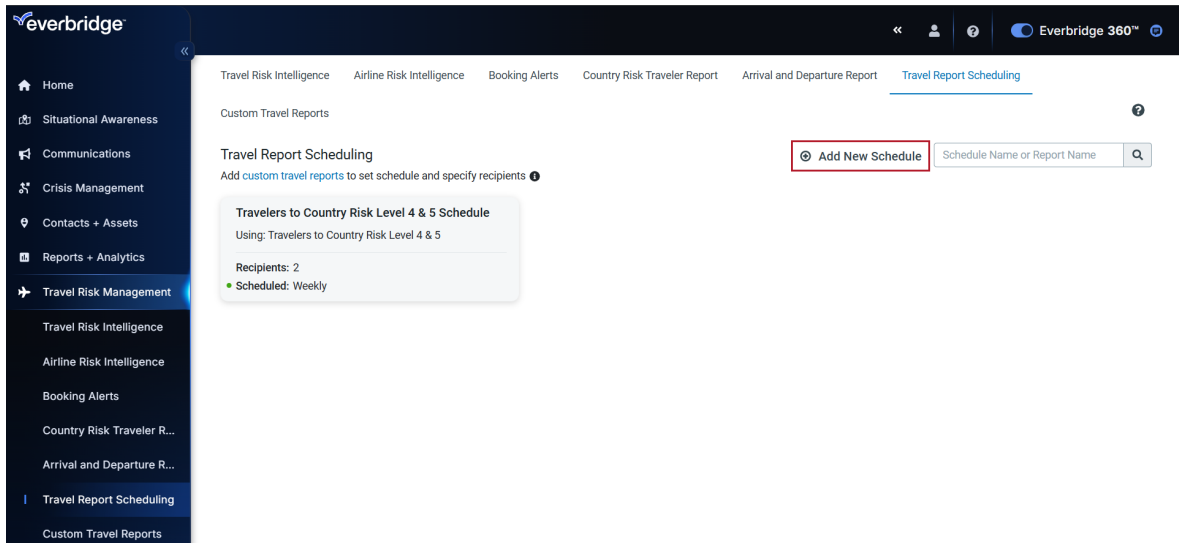 everbridge™
Everbridge 360™
Home
Situational Awareness
Communications
Crisis Management
Contacts + Assets
Reports + Analytics
Travel Risk Management
Travel Risk Intelligence
Airline Risk Intelligence
Booking Alerts
Country Risk Traveler R...
Arrival and Departure R...
Travel Report Scheduling
Custom Travel Reports
Travel Risk Intelligence Airline Risk Intelligence Booking Alerts Country Risk Traveler Report Arrival and Departure Report Travel Report Scheduling
Custom Travel Reports
Travel Report Scheduling
Add New Schedule
Schedule Name or Report Name
Add custom travel reports to set schedule and specify recipients
Travelers to Country Risk Level 4 & 5 Schedule
Using: Travelers to Country Risk Level 4 & 5
Recipients: 2
Scheduled: Weekly